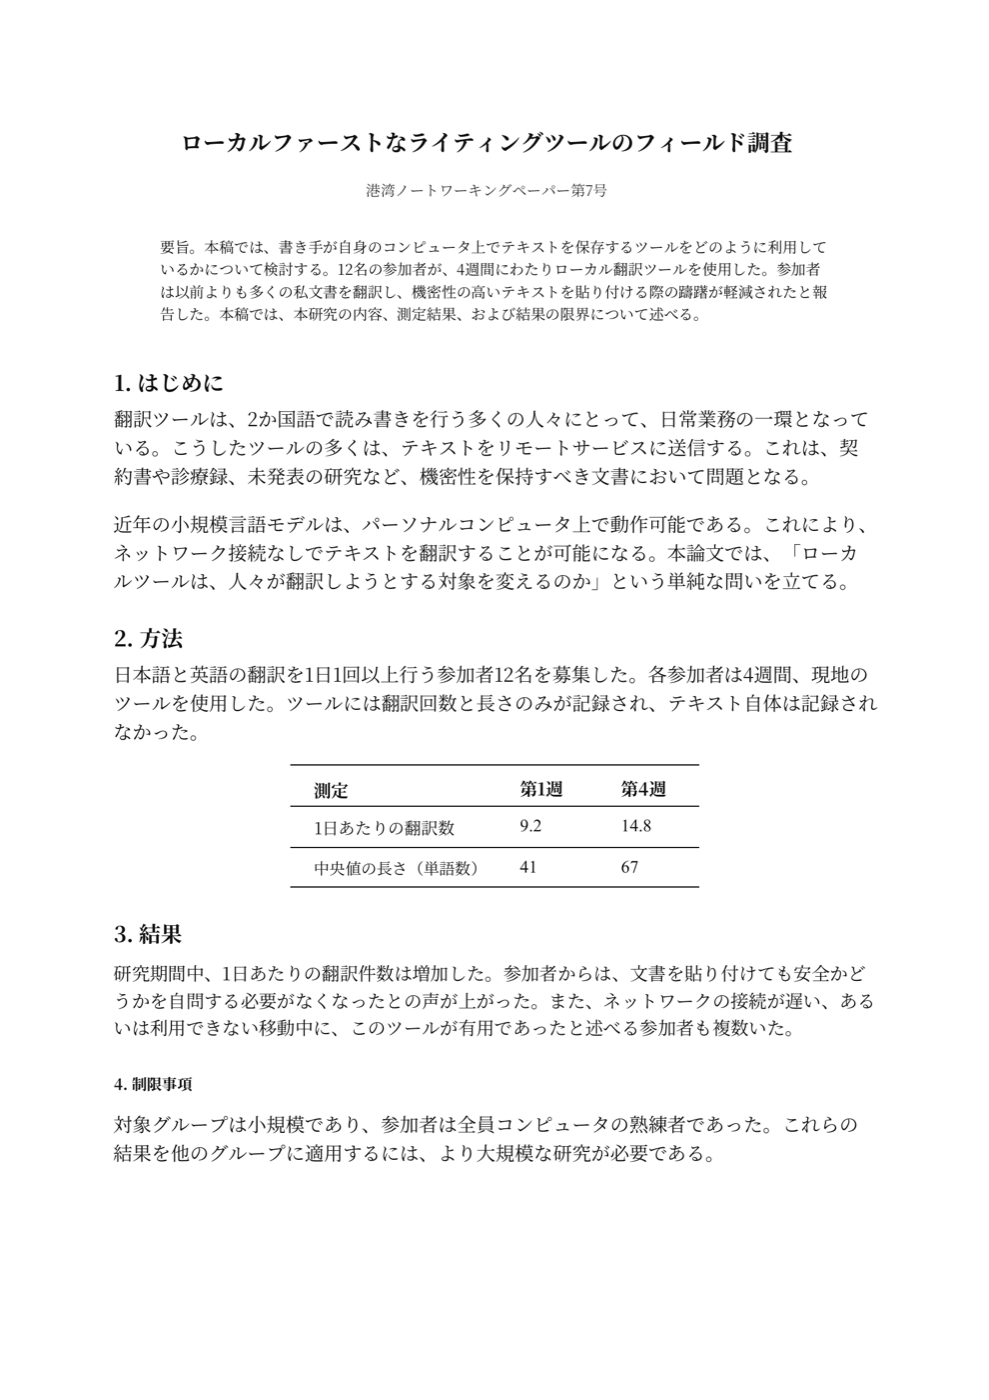 ローカルファーストなライティングツールのフィールド調査
港湾ノートワーキングペーパー第7号
要旨。本稿では、書き手が自身のコンピュータ上でテキストを保存するツールをどのように利用して
いるかについて検討する。12名の参加者が、4週間にわたりローカル翻訳ツールを使用した。参加者
は以前よりも多くの私文書を翻訳し、機密性の高いテキストを貼り付ける際の躊躇が軽減されたと報
告した。本稿では、本研究の内容、測定結果、および結果の限界について述べる。
1. はじめに
翻訳ツールは、2か国語で読み書きを行う多くの人々にとって、日常業務の一環となって
いる。こうしたツールの多くは、テキストをリモートサービスに送信する。これは、契
約書や診療録、未発表の研究など、機密性を保持すべき文書において問題となる。
近年の小規模言語モデルは、パーソナルコンピュータ上で動作可能である。これにより、
ネットワーク接続なしでテキストを翻訳することが可能になる。本論文では、「ローカ
ルツールは、人々が翻訳しようとする対象を変えるのか」という単純な問いを立てる。
2. 方法
日本語と英語の翻訳を1日1回以上行う参加者12名を募集した。各参加者は4週間、現地の
ツールを使用した。ツールには翻訳回数と長さのみが記録され、テキスト自体は記録され
なかった。
測定 第1週 第4週
1日あたりの翻訳数 9.2 14.8
中央値の長さ（単語数） 41 67
3. 結果
研究期間中、1日あたりの翻訳件数は増加した。参加者からは、文書を貼り付けても安全かど
うかを自問する必要がなくなったとの声が上がった。また、ネットワークの接続が遅い、ある
いは利用できない移動中に、このツールが有用であったと述べる参加者も複数いた。
4. 制限事項
対象グループは小規模であり、参加者は全員コンピュータの熟練者であった。これらの
結果を他のグループに適用するには、より大規模な研究が必要である。